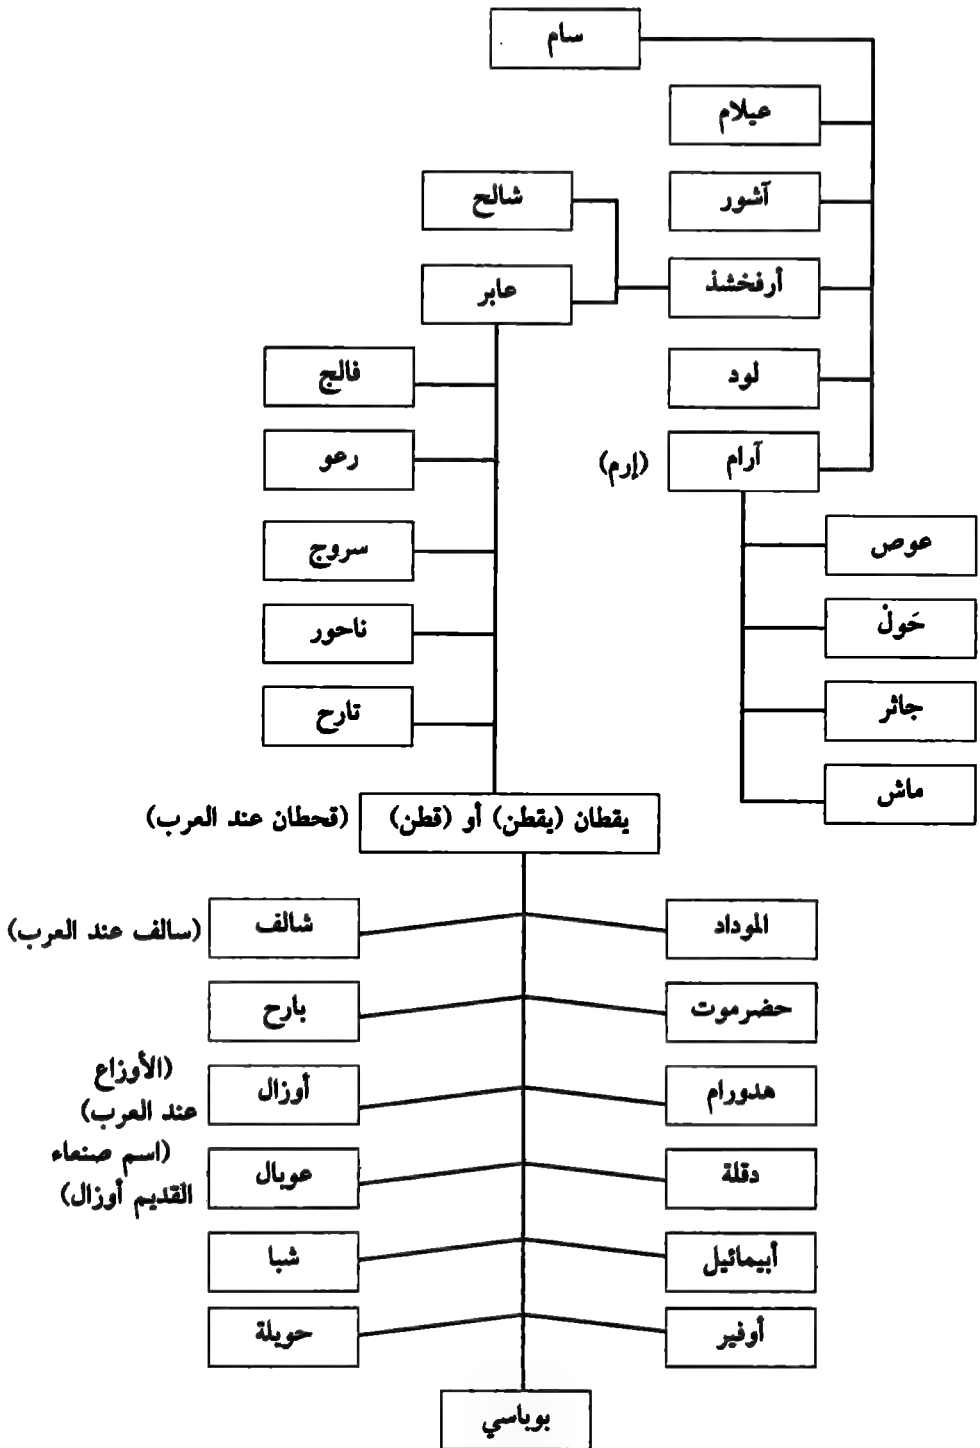 سام
عيلام
آشور
شالح
أرفخشذ
عابر
لود
فالج
آرام
(إرم)
رعو
عوص
سروج
حَولْ
ناحور
جاثر
تارح
ماش
يقطان (يقطن) أو (قطن)
(قحطان عند العرب)
الموداد
شالف
(سالف عند العرب)
حضرموت
بارح
هدورام
أوزال
(الأوزاع
عند العرب)
دقلة
عوبال
(اسم صنعاء
القديم أوزال)
أبيمائيل
شبا
أوفير
حويلة
بوباسي